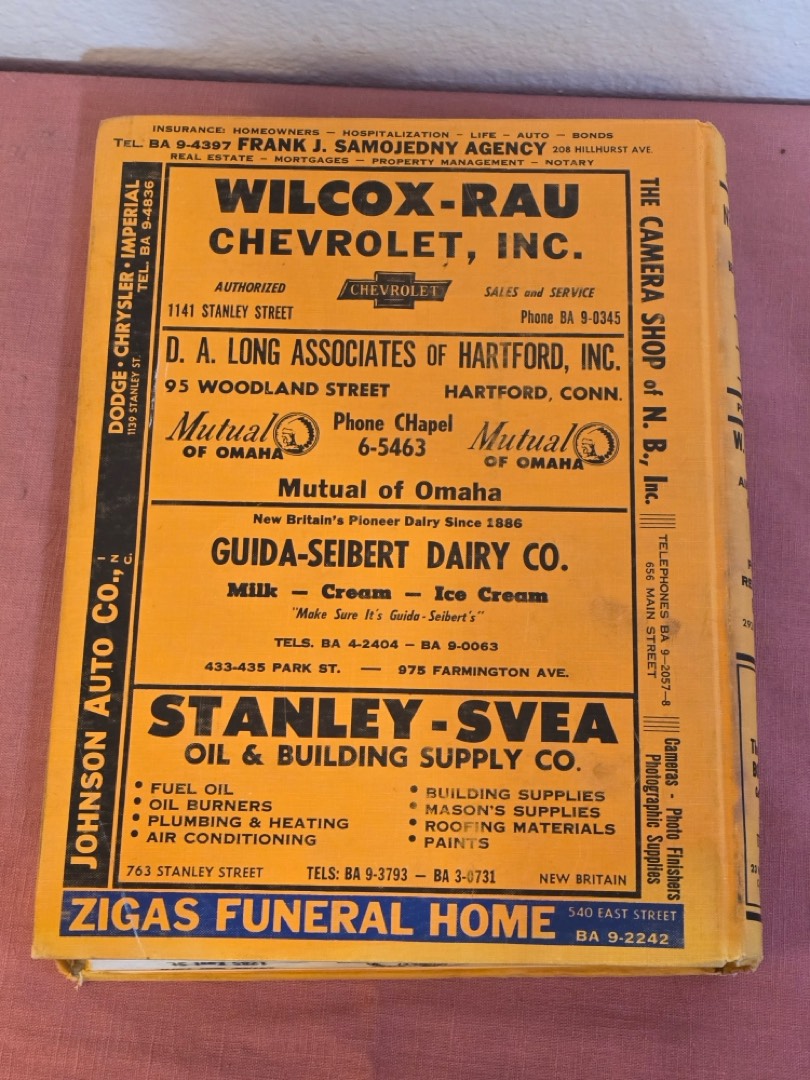 INSURANCE: HOMEOWNERS – HOSPITALIZATION – LIFE – AUTO – BONDS
TEL. BA 9-4397 FRANK J. SAMOJEDNY AGENCY 208 HILLHURST AVE.
REAL ESTATE – MORTGAGES – PROPERTY MANAGEMENT – NOTARY
WILCOX-RAU
CHEVROLET, INC.
AUTHORIZED CHEVROLET SALES and SERVICE
1141 STANLEY STREET Phone BA 9-0345
D. A. LONG ASSOCIATES OF HARTFORD, INC.
95 WOODLAND STREET HARTFORD, CONN.
Mutual OF OMAHA
Phone CHapel
6-5463
Mutual OF OMAHA
Mutual of Omaha
New Britain's Pioneer Dairy Since 1886
GUIDA-SEIBERT DAIRY CO.
Milk – Cream – Ice Cream
"Make Sure It's Guida-Seibert's"
TELS. BA 4-2404 – BA 9-0063
433-435 PARK ST. — 975 FARMINGTON AVE.
STANLEY-SVEA
OIL & BUILDING SUPPLY CO.
• FUEL OIL
• OIL BURNERS
• PLUMBING & HEATING
• AIR CONDITIONING
• BUILDING SUPPLIES
• MASON'S SUPPLIES
• ROOFING MATERIALS
• PAINTS
763 STANLEY STREET TELS: BA 9-3793 – BA 3-0731 NEW BRITAIN
JOHNSON AUTO CO., INC.
DODGE • CHRYSLER • IMPERIAL
1139 STANLEY ST. TEL. BA 9-4836
THE CAMERA SHOP of N. B., Inc.
TELEPHONES BA 9-2057–8
656 MAIN STREET
Cameras - Photo Finishers
Photographic Supplies
ZIGAS FUNERAL HOME 540 EAST STREET
BA 9-2242